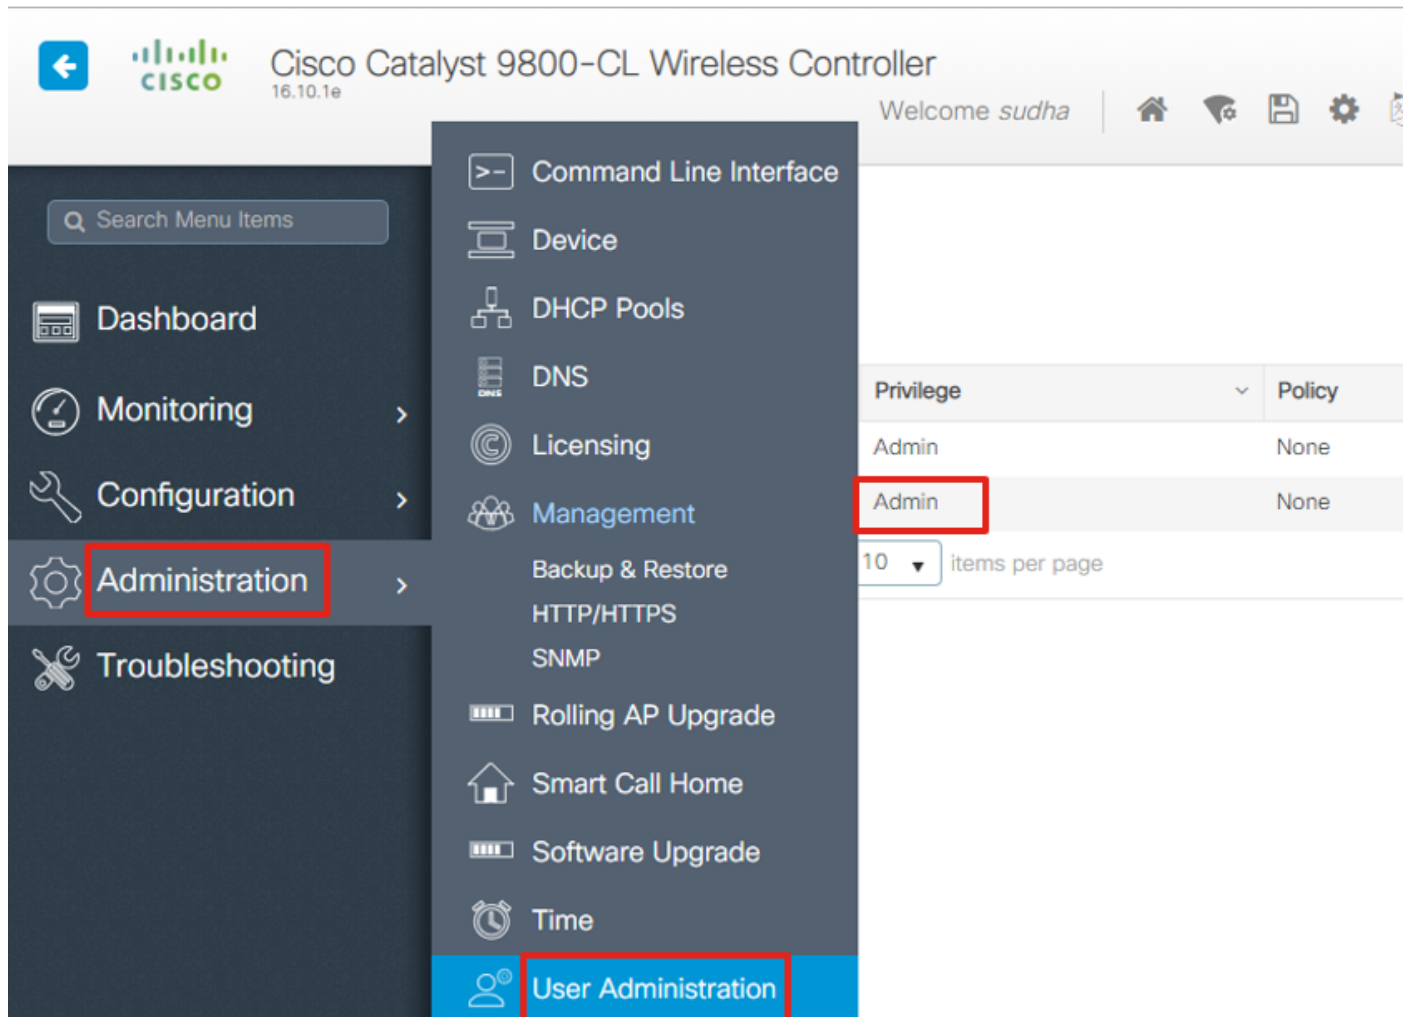 CISCO
Cisco Catalyst 9800-CL Wireless Controller
16.10.1e
Welcome sudha
Search Menu Items
Dashboard
Monitoring
Configuration
Administration
Troubleshooting
>-
Command Line Interface
Device
DHCP Pools
DNS
DNS
Licensing
Management
Backup & Restore
HTTP/HTTPS
SNMP
Rolling AP Upgrade
Smart Call Home
Software Upgrade
Time
User Administration
Privilege Policy
Admin None
Admin None
10 items per page